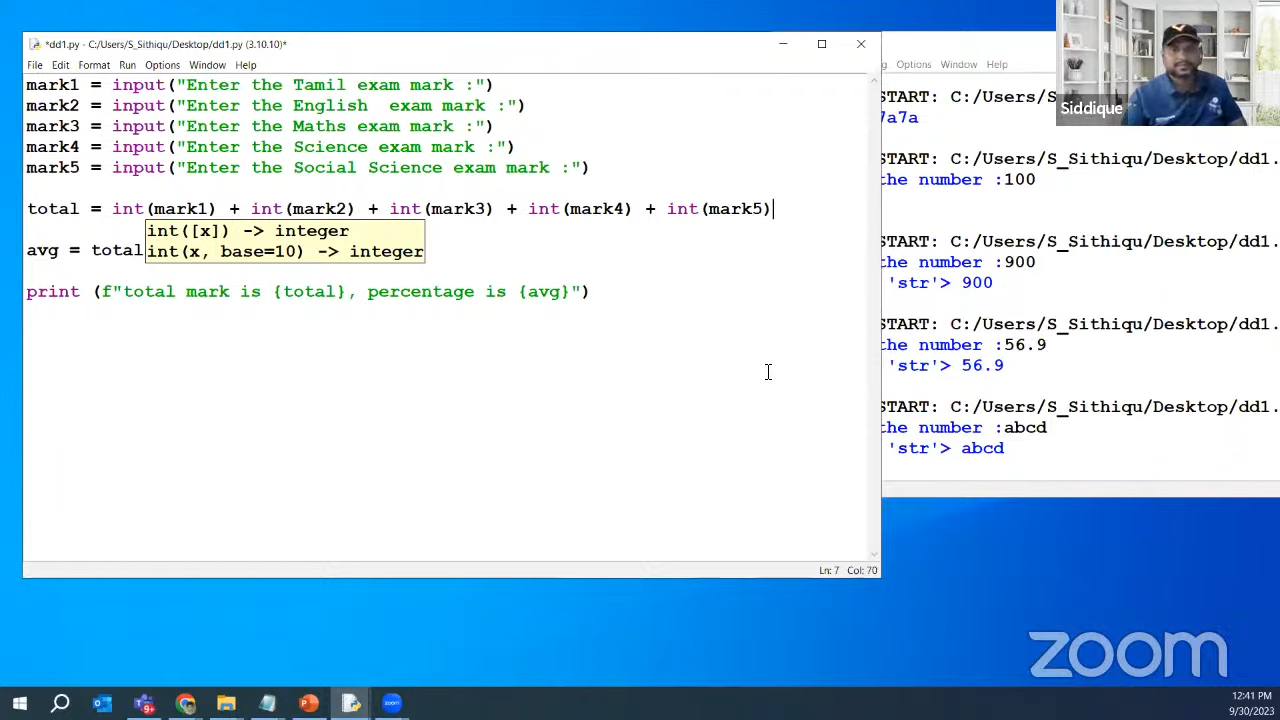 *dd1.py - C:/Users/S_Sithiqu/Desktop/dd1.py (3.10.10)*
File Edit Format Run Options Window Help
mark1 = input("Enter the Tamil exam mark :")
mark2 = input("Enter the English  exam mark :")
mark3 = input("Enter the Maths exam mark :")
mark4 = input("Enter the Science exam mark :")
mark5 = input("Enter the Social Science exam mark :")
total = int(mark1) + int(mark2) + int(mark3) + int(mark4) + int(mark5)
int([x]) -> integer
int(x, base=10) -> integer
avg = total
print (f"total mark is {total}, percentage is {avg}")
Ln: 7 Col: 70
Options Window Help
START: C:/Users/S
7a7a
START: C:/Users/S_Sithiqu/Desktop/dd1.
the number :100
START: C:/Users/S_Sithiqu/Desktop/dd1.
the number :900
'str'> 900
START: C:/Users/S_Sithiqu/Desktop/dd1.
the number :56.9
'str'> 56.9
START: C:/Users/S_Sithiqu/Desktop/dd1.
the number :abcd
'str'> abcd
Siddique
zoom
zoom
12:41 PM
9/30/2023